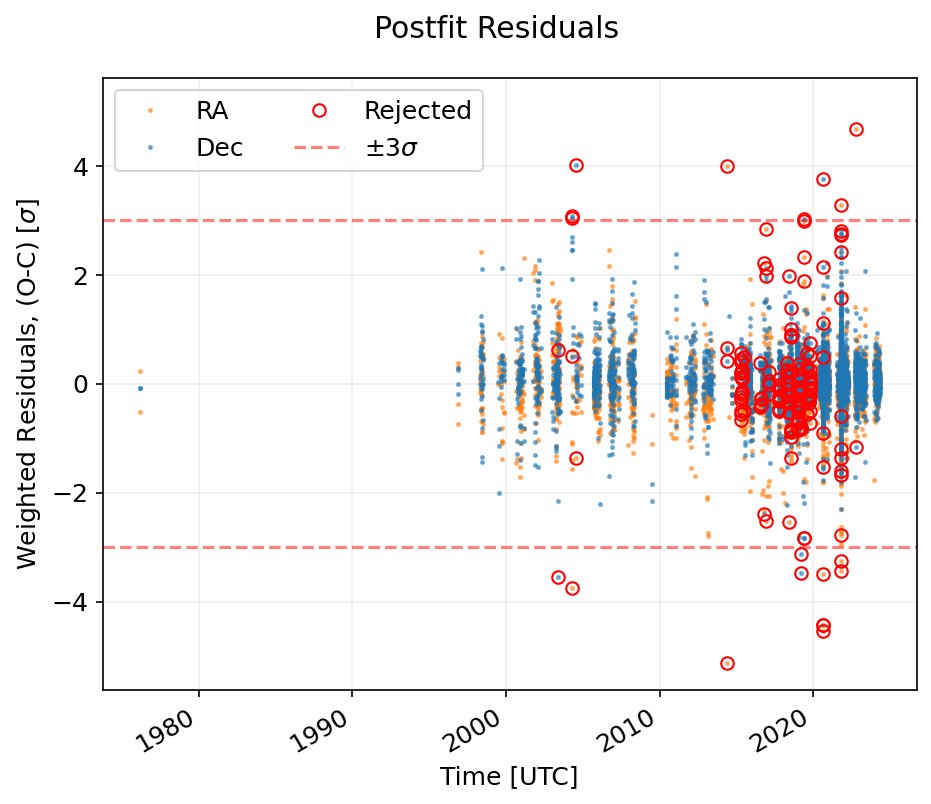 Postfit Residuals
RA
Dec
Rejected
±3σ
Weighted Residuals, (O-C) [σ]
4
2
0
−2
−4
1980
1990
2000
2010
2020
Time [UTC]